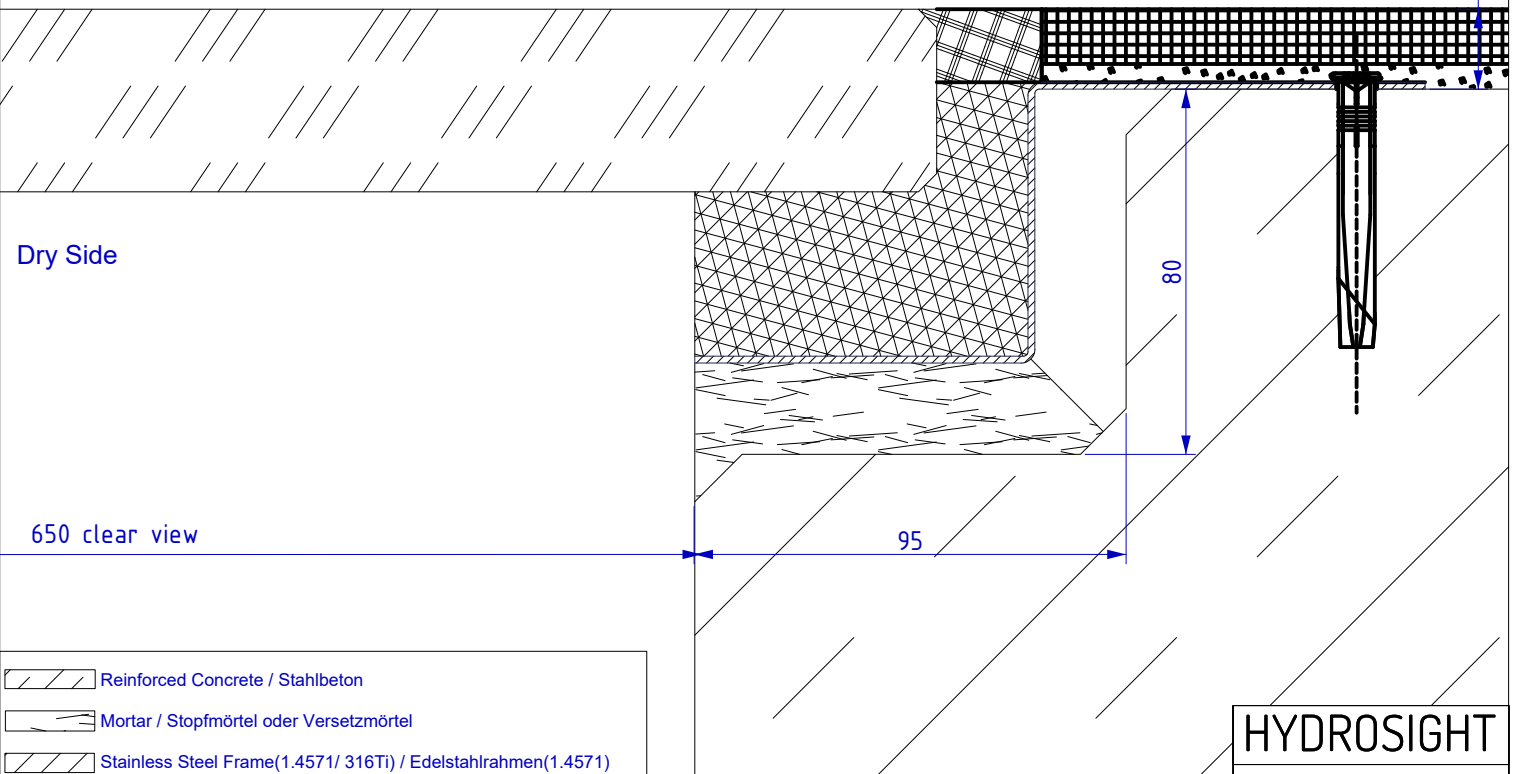 Dry Side
80
650 clear view
95
Reinforced Concrete / Stahlbeton
Mortar / Stopfmörtel oder Versetzmörtel
Stainless Steel Frame(1.4571/ 316Ti) / Edelstahlrahmen(1.4571)
HYDROSIGHT